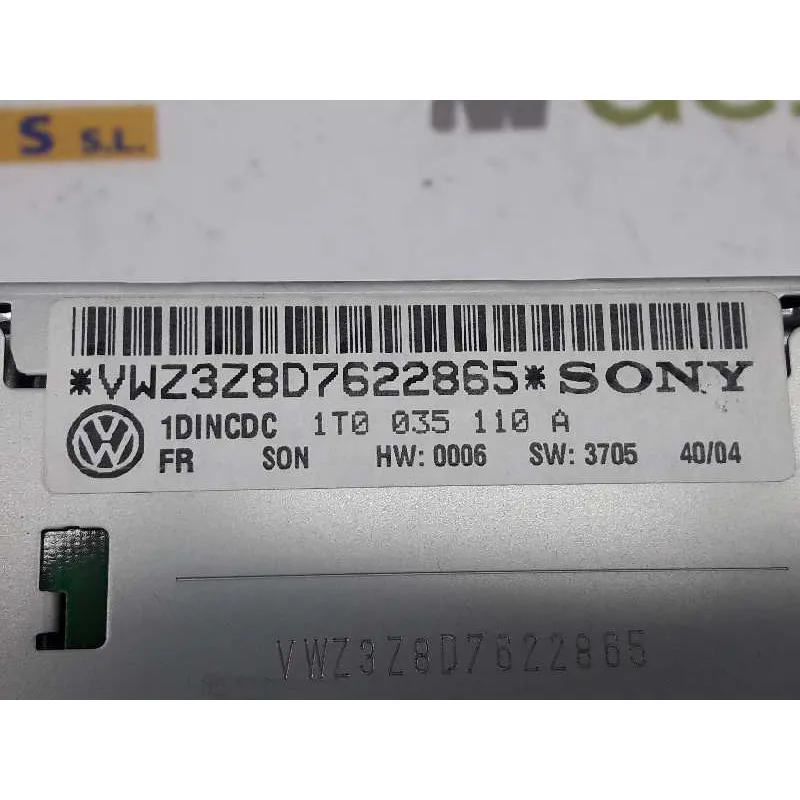 S S.L.
*VWZ3Z8D7622865* SONY
1DINCDC 1T0 035 110 A
FR SON HW: 0006 SW: 3705 40/04
VWZ3Z8D7622865